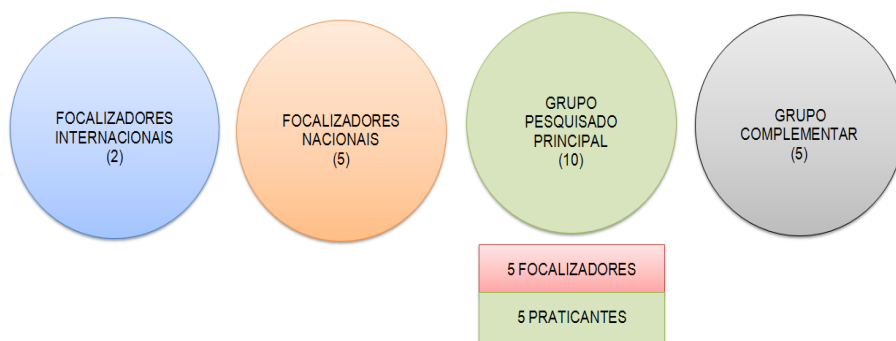 FOCALIZADORES
INTERNACIONAIS
(2)
FOCALIZADORES
NACIONAIS
(5)
GRUPO
PESQUISADO
PRINCIPAL
(10)
GRUPO
COMPLEMENTAR
(5)
5 FOCALIZADORES
5 PRATICANTES